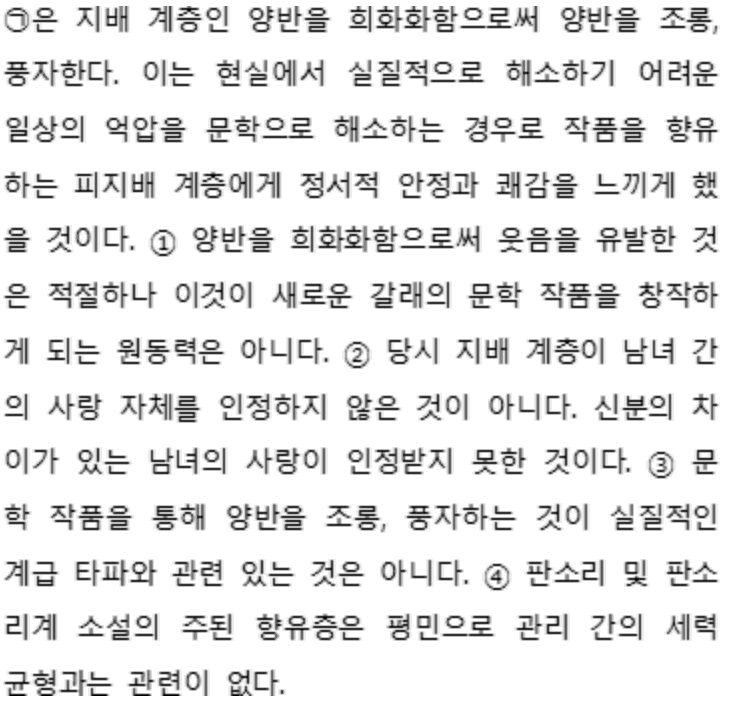 ㉠은 지배 계층인 양반을 희화화함으로써 양반을 조롱,
풍자한다. 이는 현실에서 실질적으로 해소하기 어려운
일상의 억압을 문학으로 해소하는 경우로 작품을 향유
하는 피지배 계층에게 정서적 안정과 쾌감을 느끼게 했
을 것이다. ① 양반을 희화화함으로써 웃음을 유발한 것
은 적절하나 이것이 새로운 갈래의 문학 작품을 창작하
게 되는 원동력은 아니다. ② 당시 지배 계층이 남녀 간
의 사랑 자체를 인정하지 않은 것이 아니다. 신분의 차
이가 있는 남녀의 사랑이 인정받지 못한 것이다. ③ 문
학 작품을 통해 양반을 조롱, 풍자하는 것이 실질적인
계급 타파와 관련 있는 것은 아니다. ④ 판소리 및 판소
리계 소설의 주된 향유층은 평민으로 관리 간의 세력
균형과는 관련이 없다.